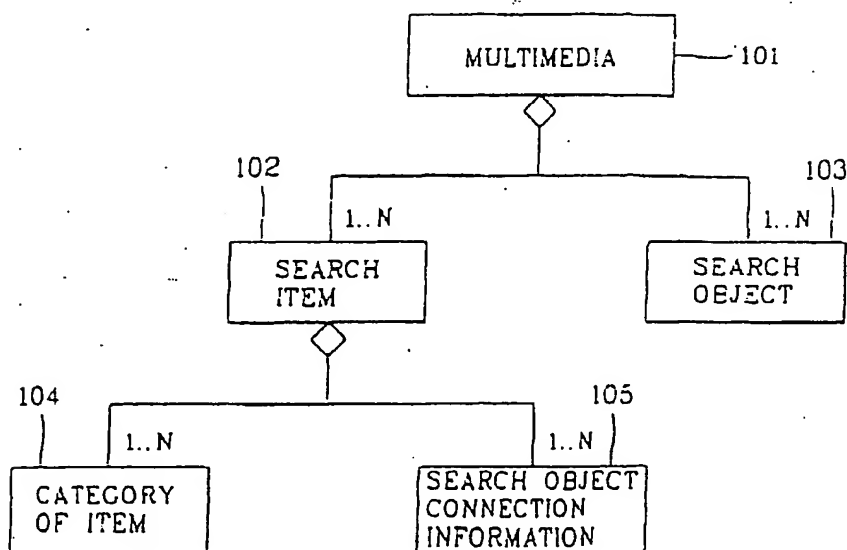 MULTIMEDIA
101
102
103
1..N
1..N
SEARCH
ITEM
SEARCH
OBJECT
104
105
1..N
1..N
CATEGORY
OF ITEM
SEARCH OBJECT
CONNECTION
INFORMATION